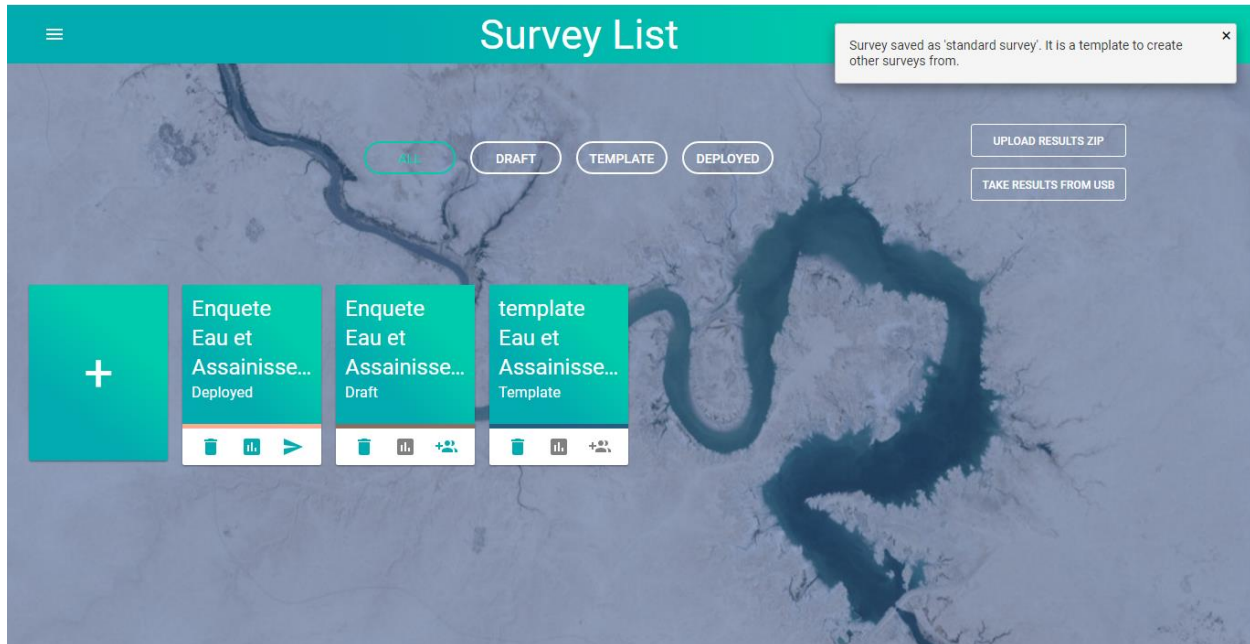 Survey List
Survey saved as 'standard survey'. It is a template to create
other surveys from.
×
ALL
DRAFT
TEMPLATE
DEPLOYED
UPLOAD RESULTS ZIP
TAKE RESULTS FROM USB
+
Enquete
Eau et
Assainisse...
Deployed
Enquete
Eau et
Assainisse...
Draft
template
Eau et
Assainisse...
Template